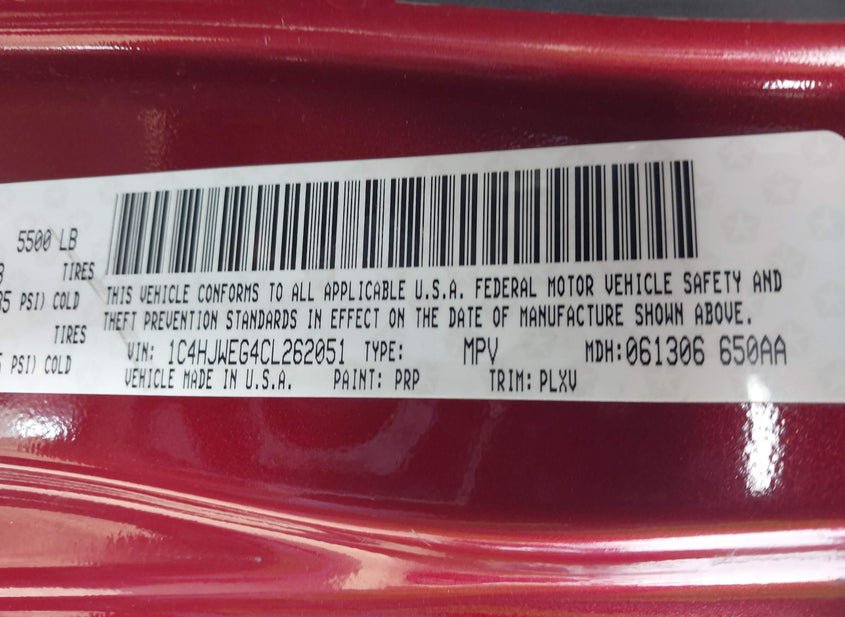 5500 LB
TIRES
PSI) COLD
THIS VEHICLE CONFORMS TO ALL APPLICABLE U.S.A. FEDERAL MOTOR VEHICLE SAFETY AND
THEFT PREVENTION STANDARDS IN EFFECT ON THE DATE OF MANUFACTURE SHOWN ABOVE.
TIRES
PSI) COLD
VIN: 1C4HJWEG4CL262051 TYPE: MPV MDH:061306 650AA
VEHICLE MADE IN U.S.A. PAINT: PRP TRIM: PLXV